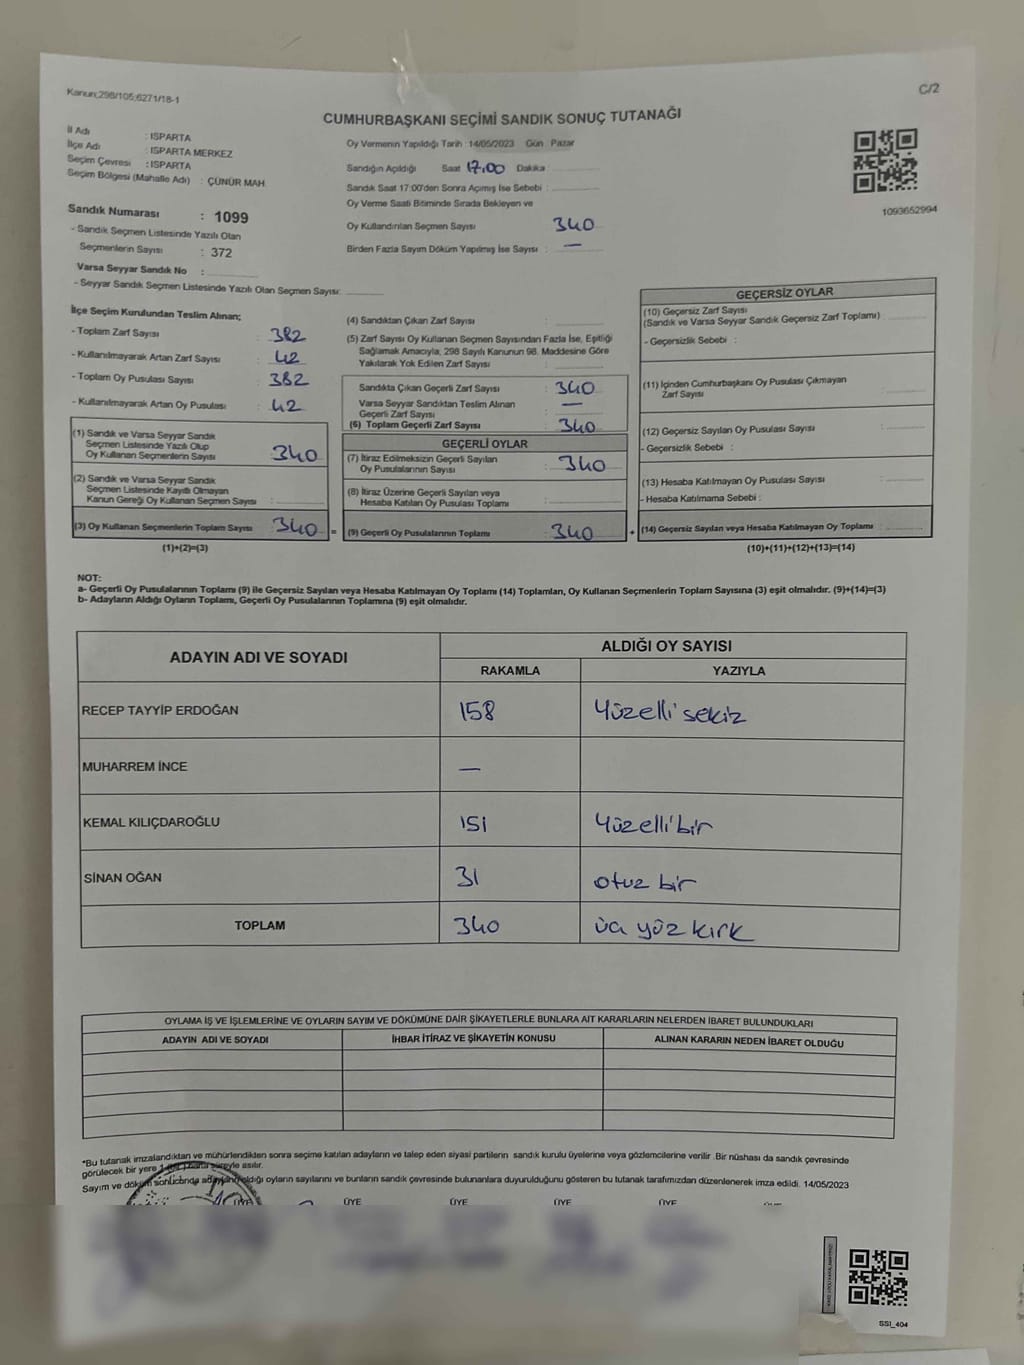 Kanun;298/105;6271/18-1
C/2
CUMHURBAŞKANI SEÇİMİ SANDIK SONUÇ TUTANAĞI
İl Adı : ISPARTA
İlçe Adı : ISPARTA MERKEZ
Seçim Çevresi : ISPARTA
Seçim Bölgesi (Mahalle Adı) : ÇÜNÜR MAH.
Sandık Numarası : 1099
- Sandık Seçmen Listesinde Yazılı Olan
Seçmenlerin Sayısı : 372
Varsa Seyyar Sandık No :
- Seyyar Sandık Seçmen Listesinde Yazılı Olan Seçmen Sayısı:
Oy Vermenin Yapıldığı Tarih : 14/05/2023 Gün : Pazar
Sandığın Açıldığı Saat 17.00 Dakika :
Sandık Saat 17:00'den Sonra Açımış İse Sebebi :
Oy Verme Saati Bitiminde Sırada Bekleyen ve
Oy Kullandırılan Seçmen Sayısı 340
Birden Fazla Sayım Döküm Yapılmış İse Sayısı : —
1093652994
İlçe Seçim Kurulundan Teslim Alınan;
- Toplam Zarf Sayısı : 382
- Kullanılmayarak Artan Zarf Sayısı : 42
- Toplam Oy Pusulası Sayısı : 382
- Kullanılmayarak Artan Oy Pusulası : 42
(1) Sandık ve Varsa Seyyar Sandık
Seçmen Listesinde Yazılı Olup
Oy Kullanan Seçmenlerin Sayısı 340
(2) Sandık ve Varsa Seyyar Sandık
Seçmen Listesinde Kayıtlı Olmayan
Kanun Gereği Oy Kullanan Seçmen Sayısı :
(3) Oy Kullanan Seçmenlerin Toplam Sayısı 340 =
(1)+(2)=(3)
(4) Sandıktan Çıkan Zarf Sayısı :
(5) Zarf Sayısı Oy Kullanan Seçmen Sayısından Fazla İse, Eşitliği
Sağlamak Amacıyla; 298 Sayılı Kanunun 98. Maddesine Göre
Yakılarak Yok Edilen Zarf Sayısı :
Sandıkta Çıkan Geçerli Zarf Sayısı : 340
Varsa Seyyar Sandıktan Teslim Alınan
Geçerli Zarf Sayısı : —
(6) Toplam Geçerli Zarf Sayısı : 340
GEÇERLİ OYLAR
(7) İtiraz Edilmeksizin Geçerli Sayılan
Oy Pusulalarının Sayısı : 340
(8) İtiraz Üzerine Geçerli Sayılan veya
Hesaba Katılan Oy Pusulası Toplamı :
(9) Geçerli Oy Pusulalarının Toplamı : 340 +
GEÇERSİZ OYLAR
(10) Geçersiz Zarf Sayısı
(Sandık ve Varsa Seyyar Sandık Geçersiz Zarf Toplamı) :
- Geçersizlik Sebebi :
(11) İçinden Cumhurbaşkanı Oy Pusulası Çıkmayan
Zarf Sayısı :
(12) Geçersiz Sayılan Oy Pusulası Sayısı :
- Geçersizlik Sebebi :
(13) Hesaba Katılmayan Oy Pusulası Sayısı :
- Hesaba Katılmama Sebebi :
(14) Geçersiz Sayılan veya Hesaba Katılmayan Oy Toplamı :
(10)+(11)+(12)+(13)=(14)
NOT:
a- Geçerli Oy Pusulalarının Toplamı (9) ile Geçersiz Sayılan veya Hesaba Katılmayan Oy Toplamı (14) Toplamları, Oy Kullanan Seçmenlerin Toplam Sayısına (3) eşit olmalıdır. (9)+(14)=(3)
b- Adayların Aldığı Oyların Toplamı, Geçerli Oy Pusulalarının Toplamına (9) eşit olmalıdır.
ADAYIN ADI VE SOYADI
ALDIĞI OY SAYISI
RAKAMLA YAZIYLA
RECEP TAYYİP ERDOĞAN 158 Yüzelli sekiz
MUHARREM İNCE —
KEMAL KILIÇDAROĞLU 151 Yüzelli bir
SİNAN OĞAN 31 otuz bir
TOPLAM 340 üç yüz kırk
OYLAMA İŞ VE İŞLEMLERİNE VE OYLARIN SAYIM VE DÖKÜMÜNE DAİR ŞİKAYETLERLE BUNLARA AİT KARARLARIN NELERDEN İBARET BULUNDUKLARI
ADAYIN ADI VE SOYADI İHBAR İTİRAZ VE ŞİKAYETİN KONUSU ALINAN KARARIN NEDEN İBARET OLDUĞU
*Bu tutanak imzalandıktan ve mühürlendikten sonra seçime katılan adayların ve talep eden siyasi partilerin sandık kurulu üyelerine veya gözlemcilerine verilir .Bir nüshası da sandık çevresinde
görülecek bir yere 1 hafta süreyle asılır.
Sayım ve döküm sonucunda adayların aldığı oyların sayılarını ve bunların sandık çevresinde bulunanlara duyurulduğunu gösteren bu tutanak tarafımızdan düzenlenerek imza edildi. 14/05/2023
ÜYE ÜYE ÜYE ÜYE ÜYE
SSI_404